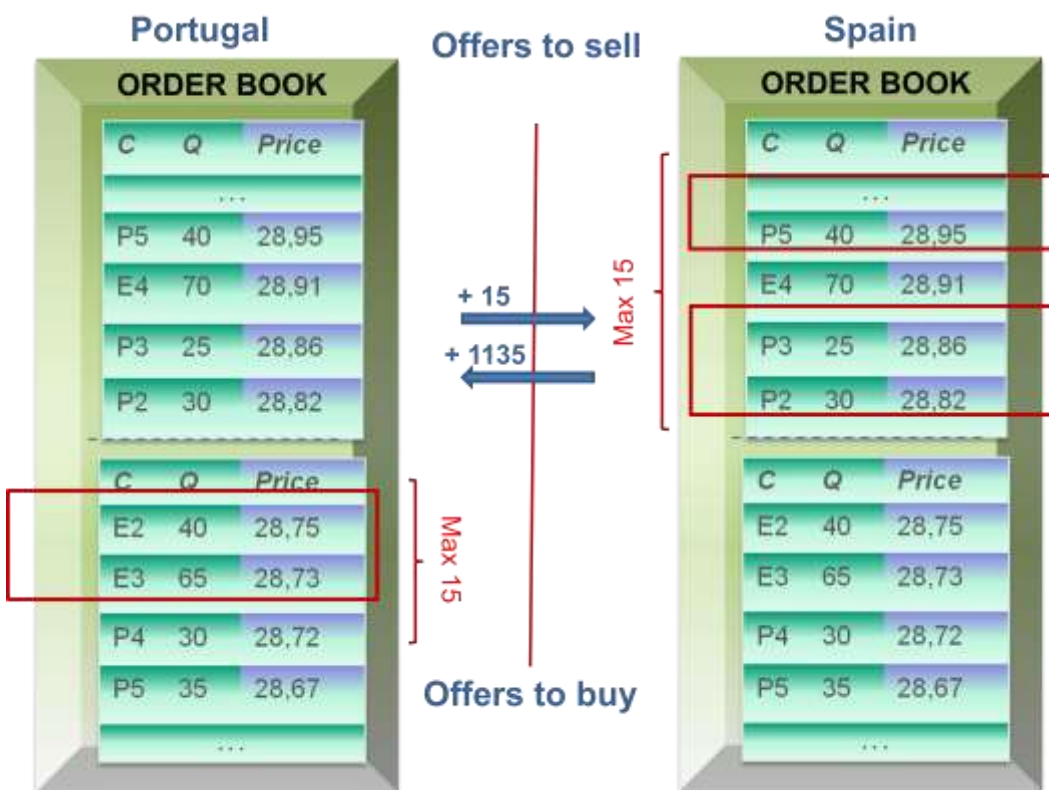 Portugal
Offers to sell
Spain
ORDER BOOK
C Q Price
...
P5 40 28,95
E4 70 28,91
P3 25 28,86
P2 30 28,82
C Q Price
E2 40 28,75
E3 65 28,73
P4 30 28,72
P5 35 28,67
...
Max 15
+ 15
+ 1135
Offers to buy
Max 15
ORDER BOOK
C Q Price
...
P5 40 28,95
E4 70 28,91
P3 25 28,86
P2 30 28,82
C Q Price
E2 40 28,75
E3 65 28,73
P4 30 28,72
P5 35 28,67
...